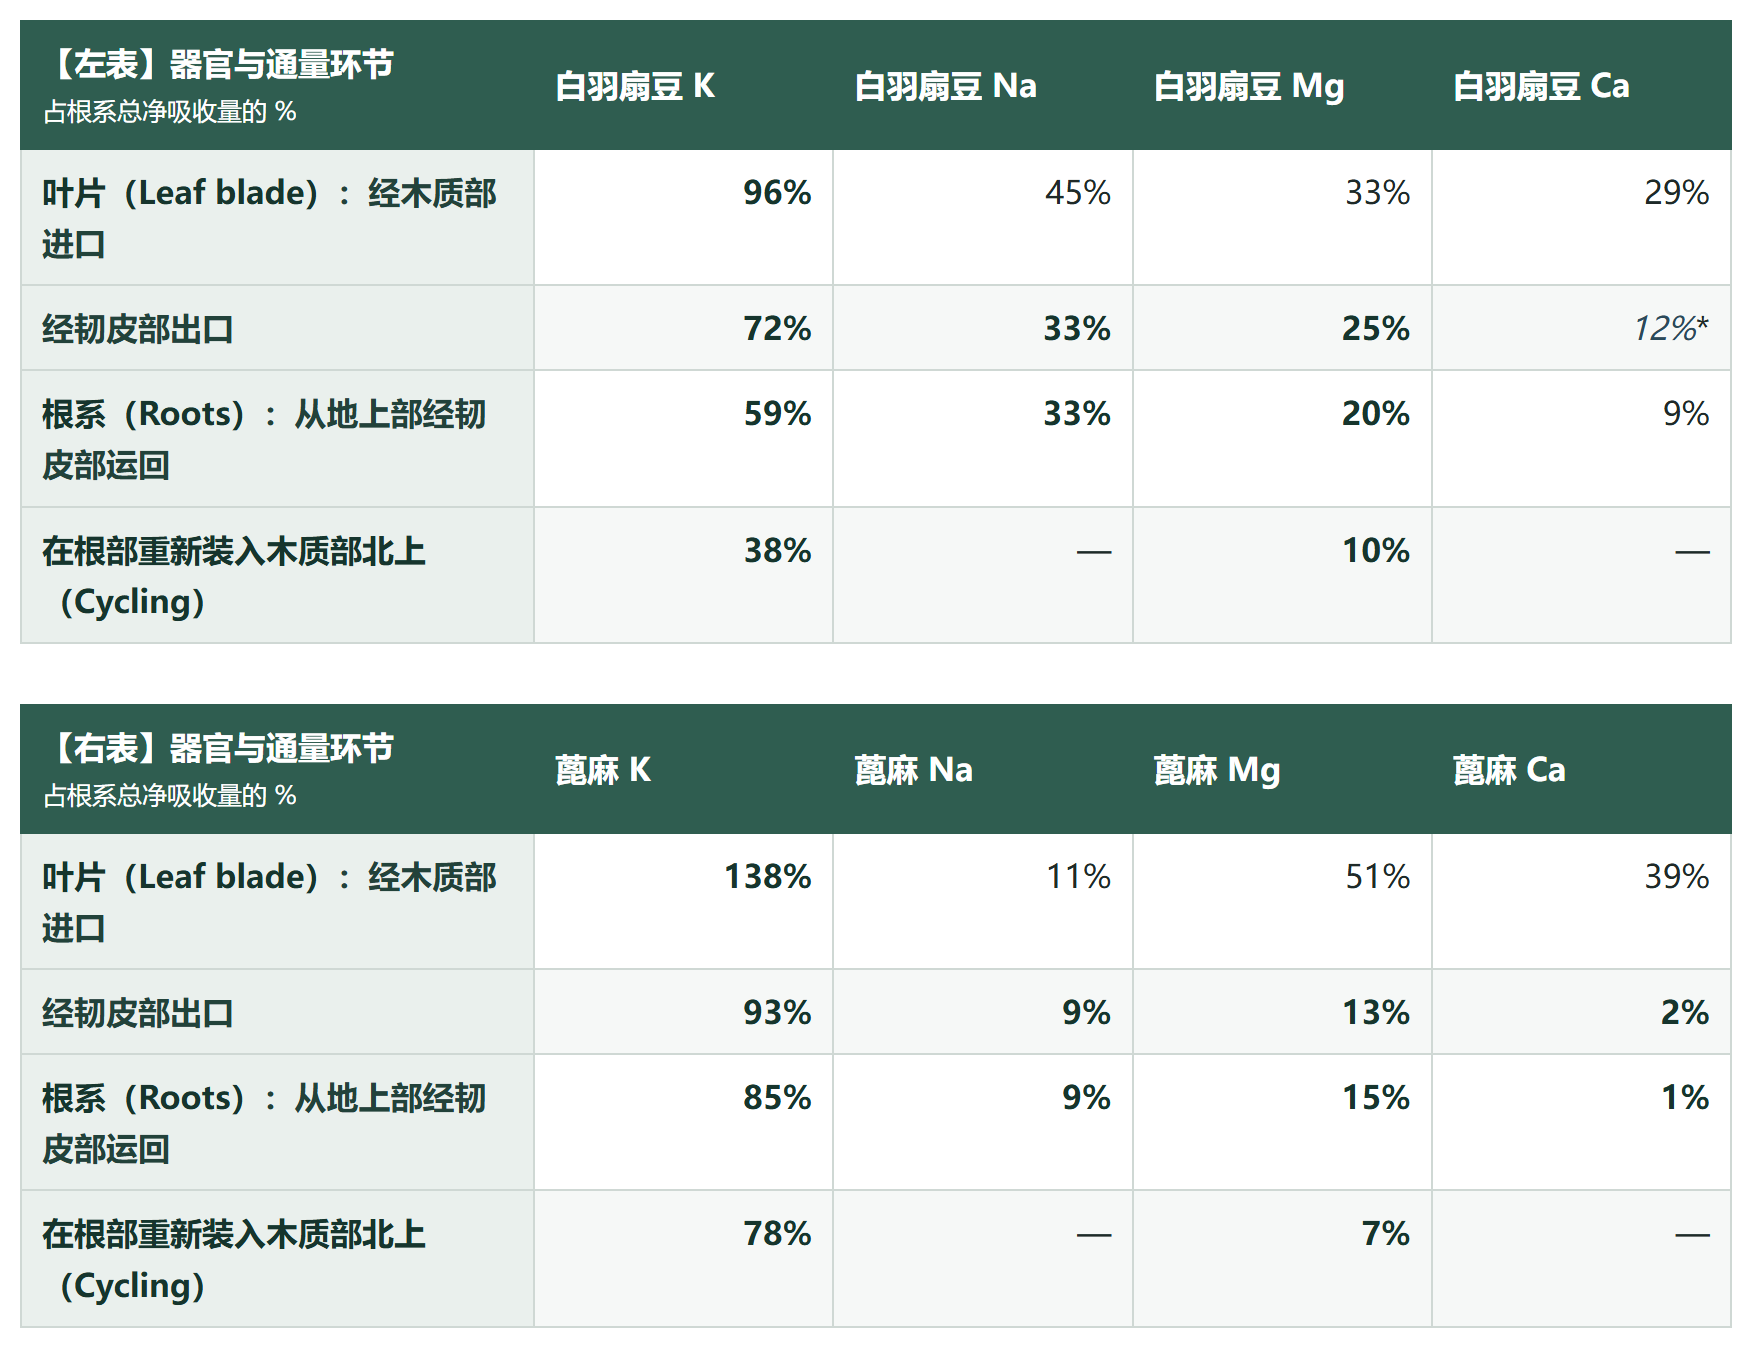 【左表】器官与通量环节
占根系总净吸收量的 %
白羽扇豆 K
白羽扇豆 Na
白羽扇豆 Mg
白羽扇豆 Ca
叶片（Leaf blade）：经木质部
进口
96%
45%
33%
29%
经韧皮部出口
72%
33%
25%
12%*
根系（Roots）：从地上部经韧
皮部运回
59%
33%
20%
9%
在根部重新装入木质部北上
（Cycling）
38%
—
10%
—
【右表】器官与通量环节
占根系总净吸收量的 %
蓖麻 K
蓖麻 Na
蓖麻 Mg
蓖麻 Ca
叶片（Leaf blade）：经木质部
进口
138%
11%
51%
39%
经韧皮部出口
93%
9%
13%
2%
根系（Roots）：从地上部经韧
皮部运回
85%
9%
15%
1%
在根部重新装入木质部北上
（Cycling）
78%
—
7%
—